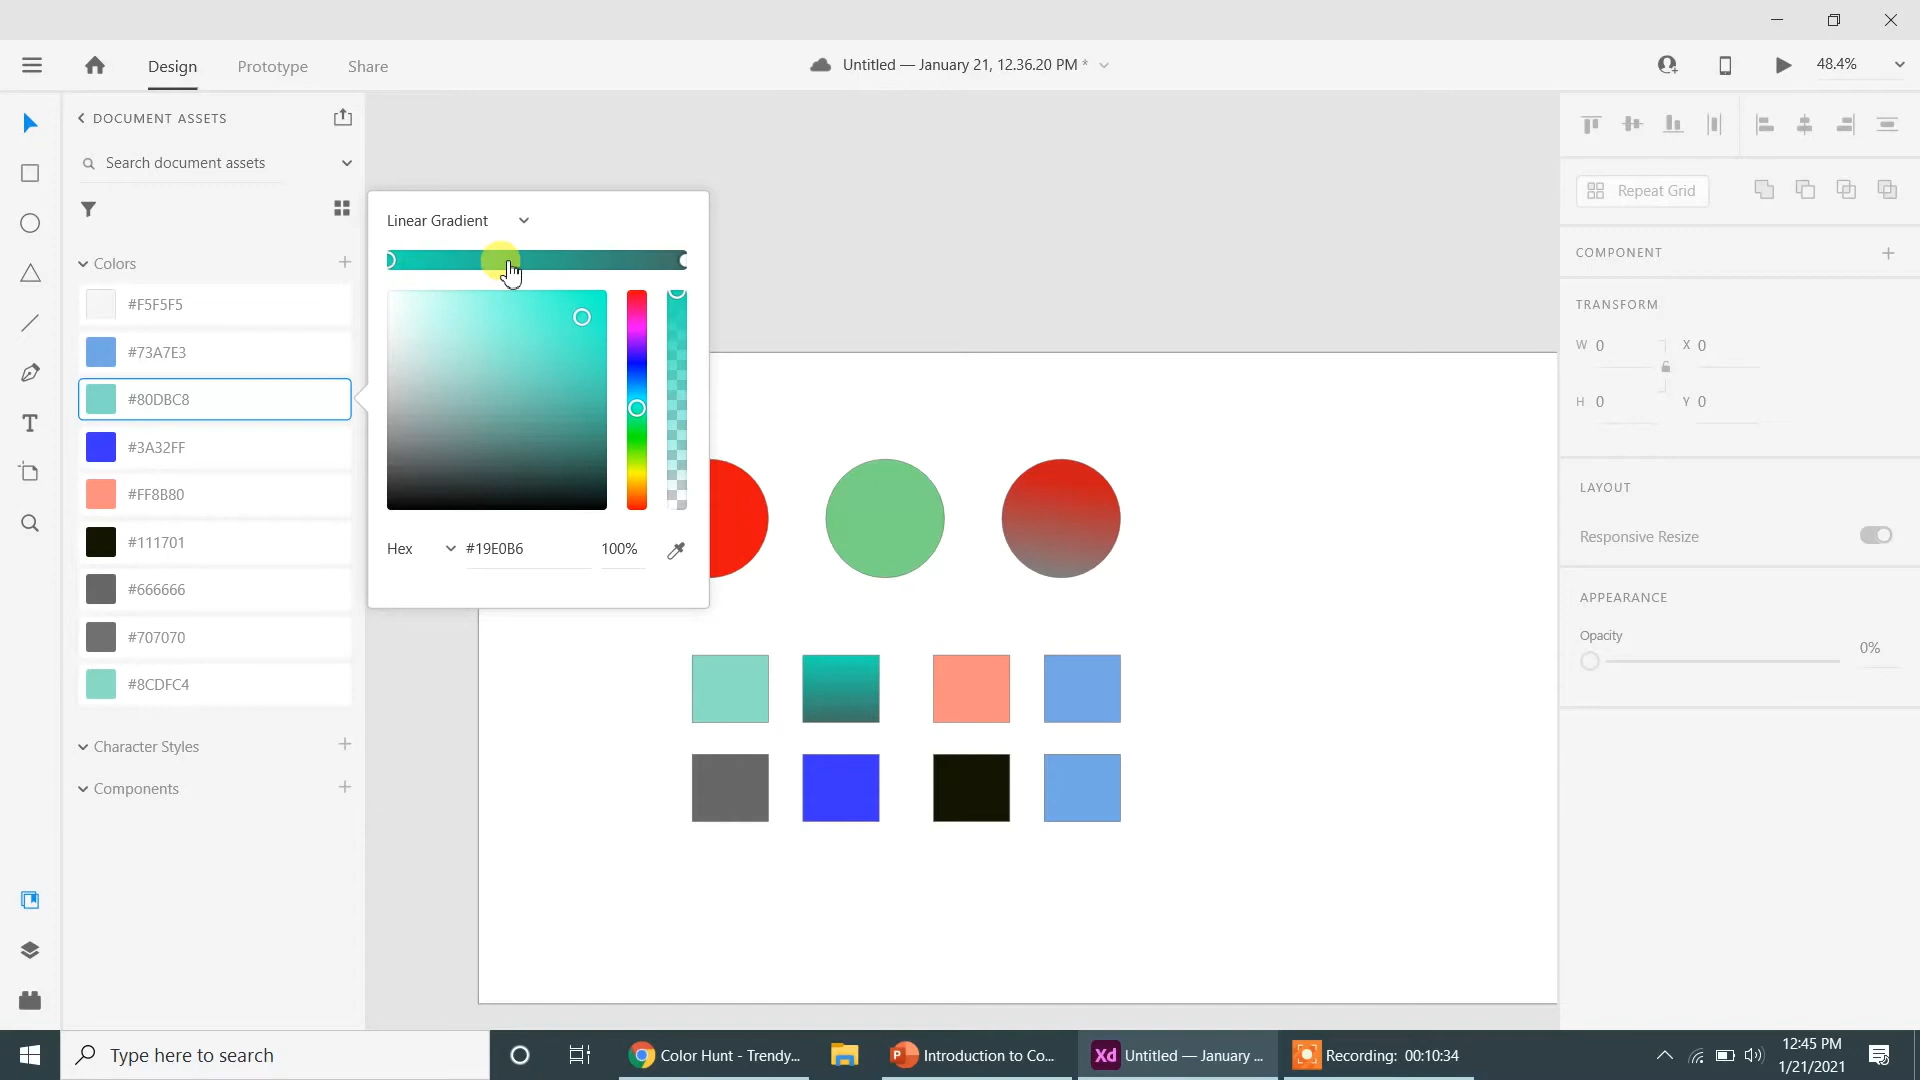 Design
Prototype
Share
Untitled — January 21, 12.36.20 PM *
48.4%
DOCUMENT ASSETS
Search document assets
Colors
#F5F5F5
#73A7E3
#80DBC8
#3A32FF
#FF8B80
#111701
#666666
#707070
#8CDFC4
Character Styles
Components
Linear Gradient
Hex
#19E0B6
100%
Repeat Grid
COMPONENT
TRANSFORM
W 0
X 0
H 0
Y 0
LAYOUT
Responsive Resize
APPEARANCE
Opacity
0%
Type here to search
Color Hunt - Trendy...
Introduction to Co...
Xd
Untitled — January ...
Recording: 00:10:34
12:45 PM
1/21/2021